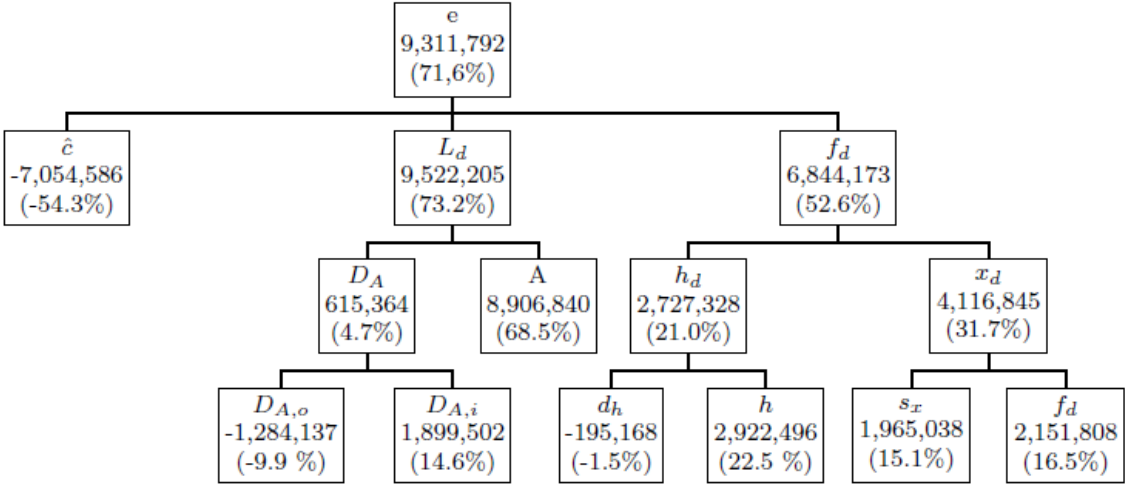 e
9,311,792
(71,6%)
ĉ
-7,054,586
(-54.3%)
L_d
9,522,205
(73.2%)
f_d
6,844,173
(52.6%)
D_A
615,364
(4.7%)
A
8,906,840
(68.5%)
h_d
2,727,328
(21.0%)
x_d
4,116,845
(31.7%)
D_{A,o}
-1,284,137
(-9.9 %)
D_{A,i}
1,899,502
(14.6%)
d_h
-195,168
(-1.5%)
h
2,922,496
(22.5 %)
s_x
1,965,038
(15.1%)
f_d
2,151,808
(16.5%)